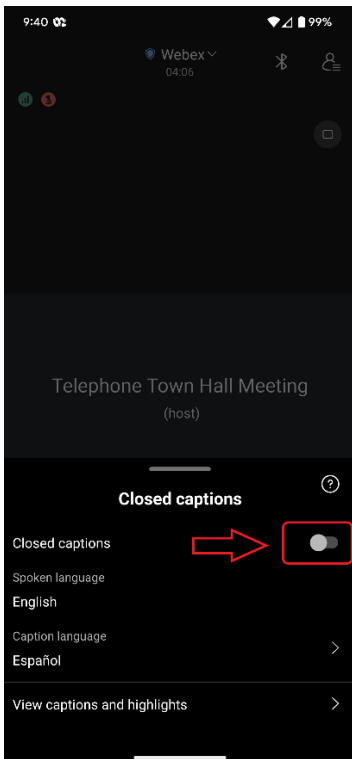 9:40 99%
Webex
04:06
Telephone Town Hall Meeting
(host)
Closed captions
Closed captions
Spoken language
English
Caption language
Español
View captions and highlights